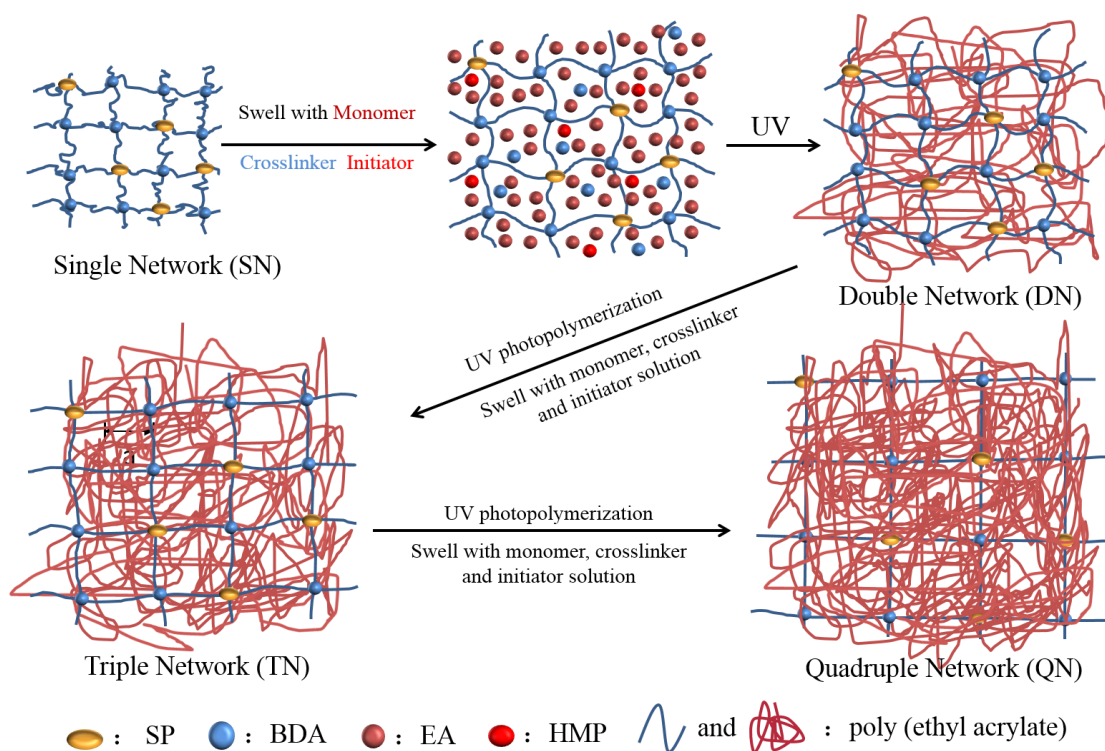 Swell with Monomer
Crosslinker Initiator
UV
Single Network (SN)
Double Network (DN)
UV photopolymerization
Swell with monomer, crosslinker
and initiator solution
a
UV photopolymerization
Swell with monomer, crosslinker
and initiator solution
Triple Network (TN)
Quadruple Network (QN)
: SP : BDA : EA : HMP and : poly (ethyl acrylate)